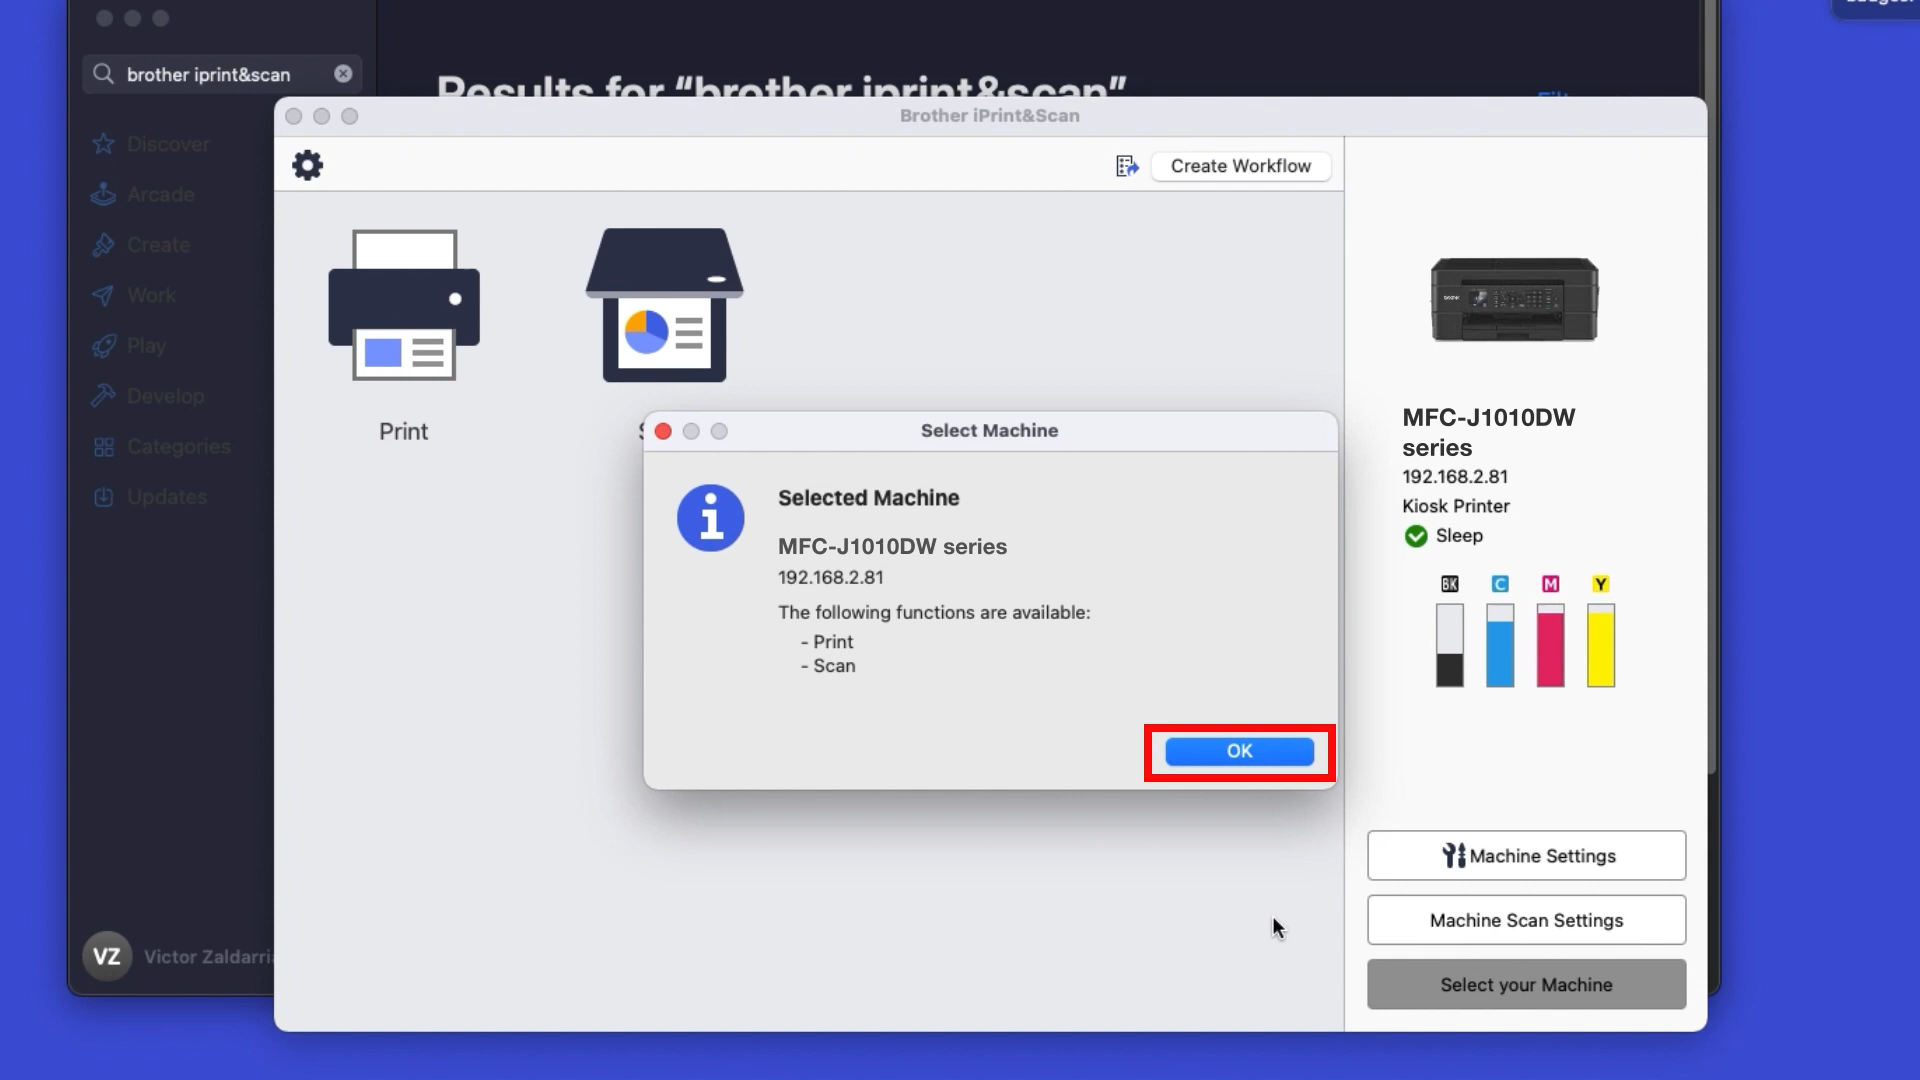 brother iprint&scan
Results for “brother iprint&scan”
Discover
Arcade
Create
Work
Play
Develop
Categories
Updates
VZ
Brother iPrint&Scan
Create Workflow
Print
Select Machine
Selected Machine
MFC-J1010DW series
192.168.2.81
The following functions are available:
- Print
- Scan
OK
MFC-J1010DW
series
192.168.2.81
Kiosk Printer
Sleep
BK C M Y
Machine Settings
Machine Scan Settings
Select your Machine